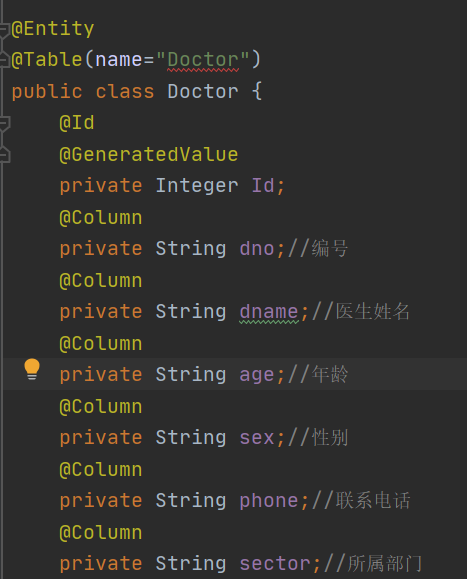 @Entity
@Table(name="Doctor")
public class Doctor {
@Id
@GeneratedValue
private Integer Id;
@Column
private String dno;//编号
@Column
private String dname;//医生姓名
@Column
private String age;//年龄
@Column
private String sex;//性别
@Column
private String phone;//联系电话
@Column
private String sector;//所属部门